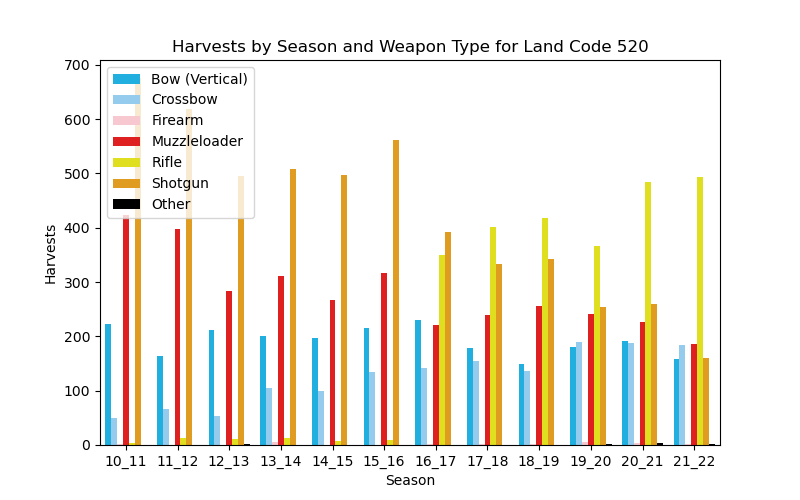 Harvests by Season and Weapon Type for Land Code 520
700
600
500
400
300
200
100
0
Harvests
Bow (Vertical)
Crossbow
Firearm
Muzzleloader
Rifle
Shotgun
Other
10_11 11_12 12_13 13_14 14_15 15_16 16_17 17_18 18_19 19_20 20_21 21_22
Season